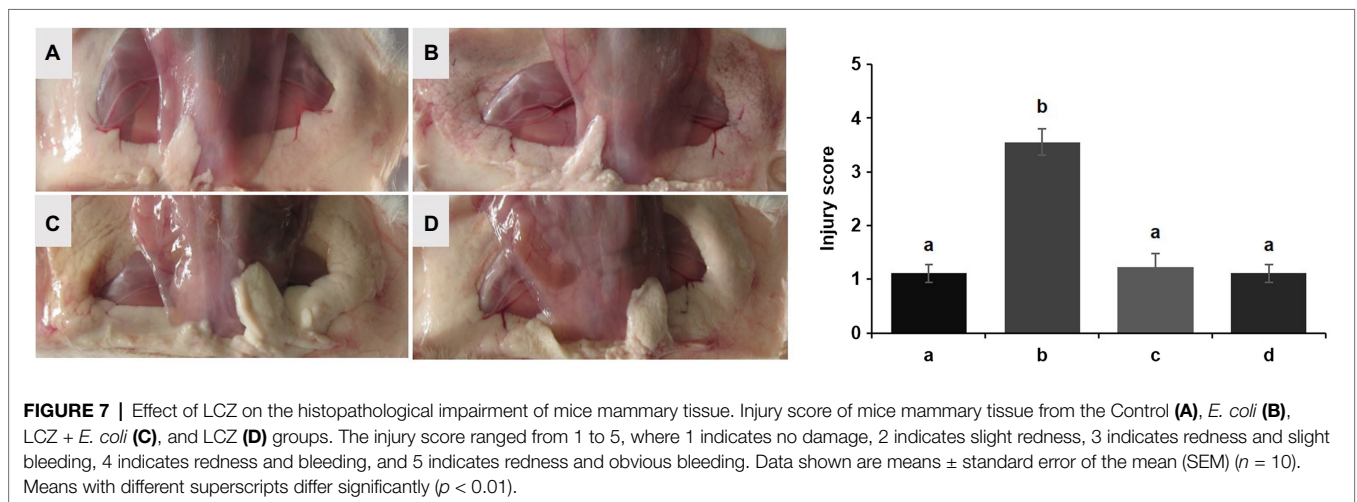 A
B
C
D
5
4
3
2
1
0
Injury score
a
b
a
a
a
b
c
d
FIGURE 7 | Effect of LCZ on the histopathological impairment of mice mammary tissue. Injury score of mice mammary tissue from the Control (A), E. coli (B),
LCZ + E. coli (C), and LCZ (D) groups. The injury score ranged from 1 to 5, where 1 indicates no damage, 2 indicates slight redness, 3 indicates redness and slight
bleeding, 4 indicates redness and bleeding, and 5 indicates redness and obvious bleeding. Data shown are means ± standard error of the mean (SEM) (n = 10).
Means with different superscripts differ significantly (p < 0.01).